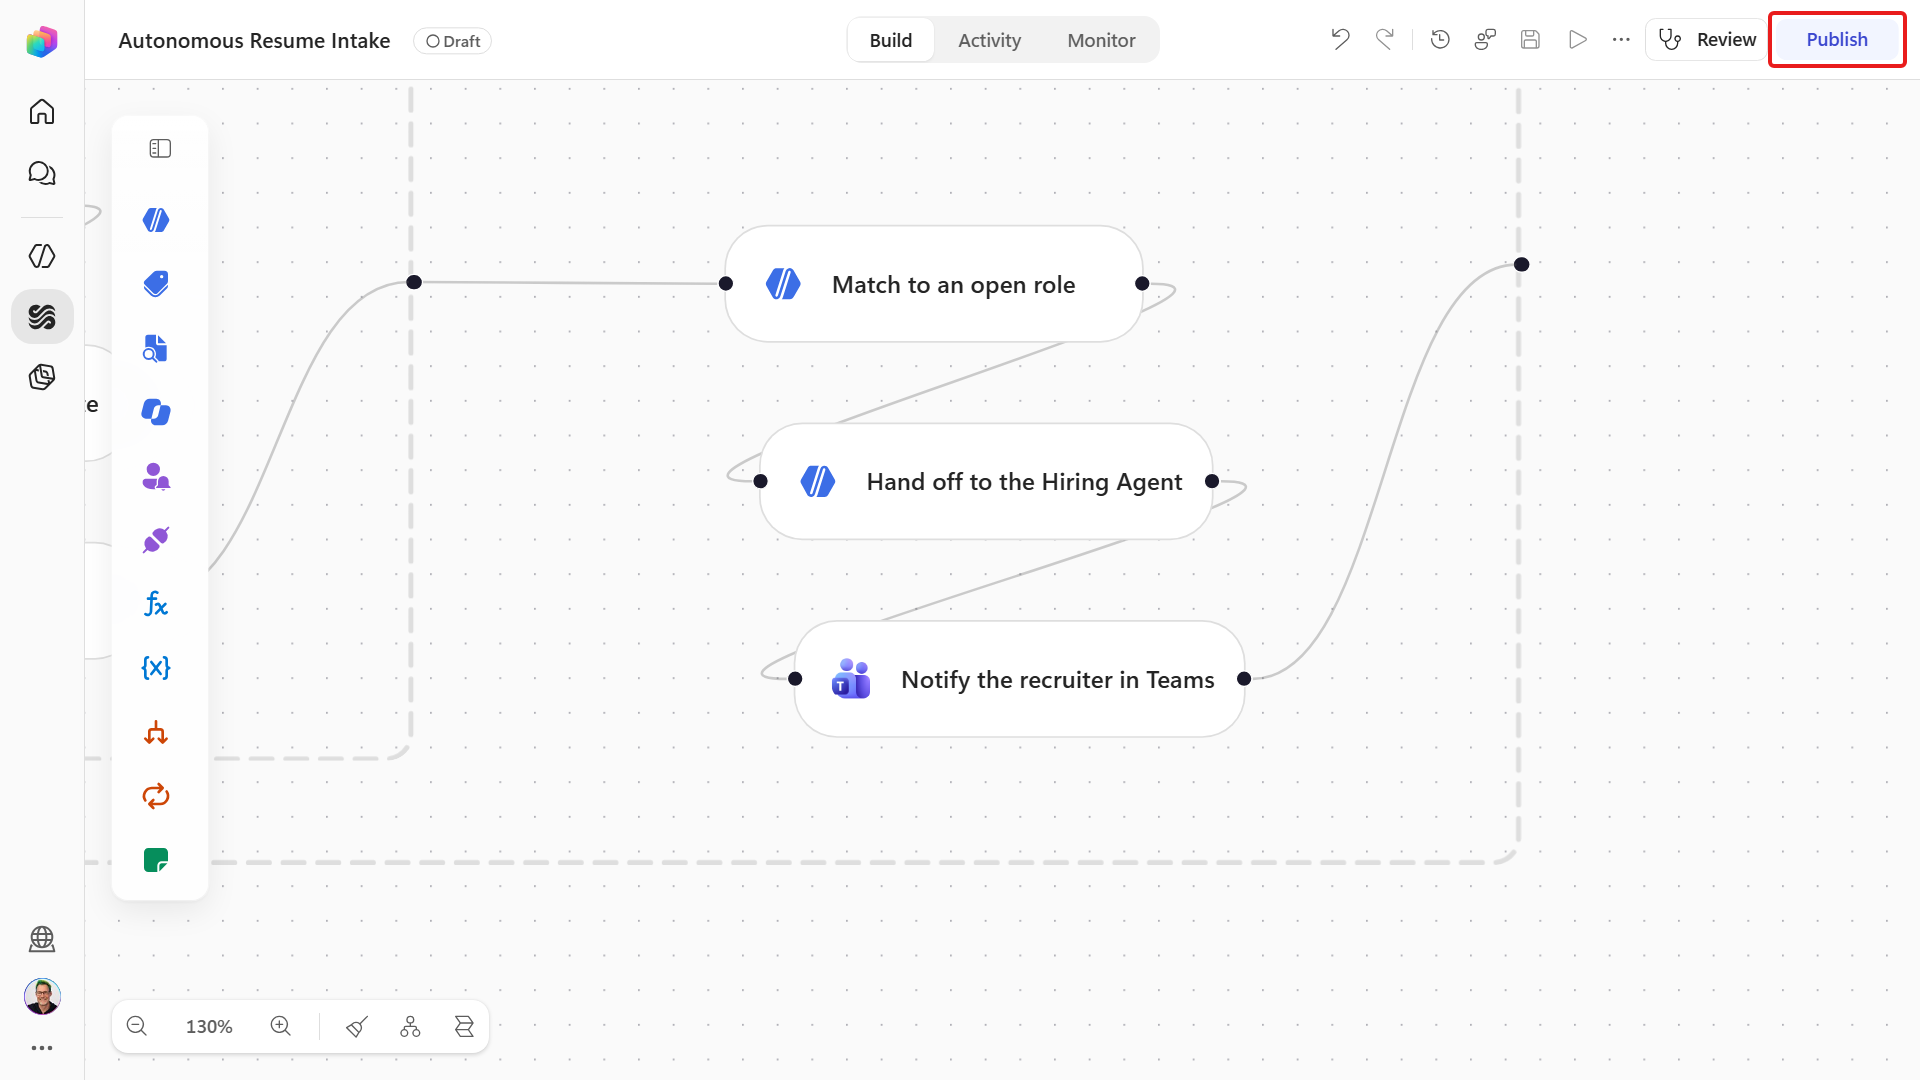 Autonomous Resume Intake
Draft
Build
Activity
Monitor
Review
Publish
e
Match to an open role
Hand off to the Hiring Agent
T
Notify the recruiter in Teams
fx
{x}
130%